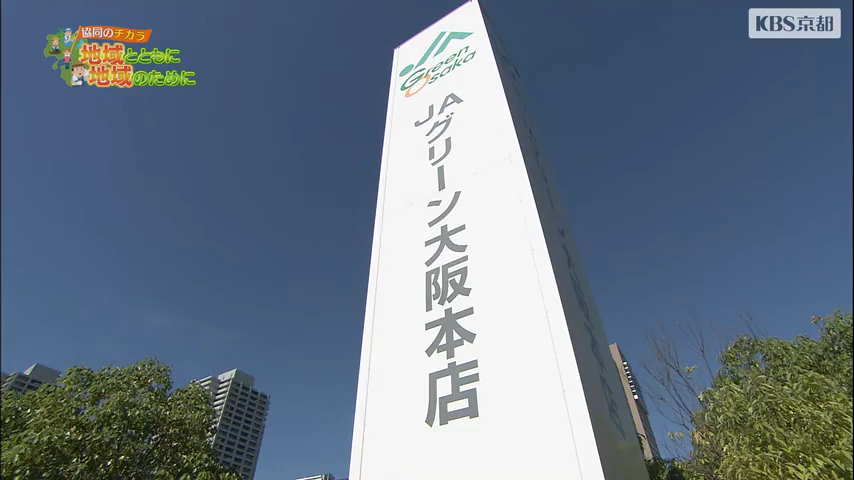 協同のチカラ
地域とともに
地域のために
KBS京都
JA
Green
Osaka
JAグリーン大阪本店